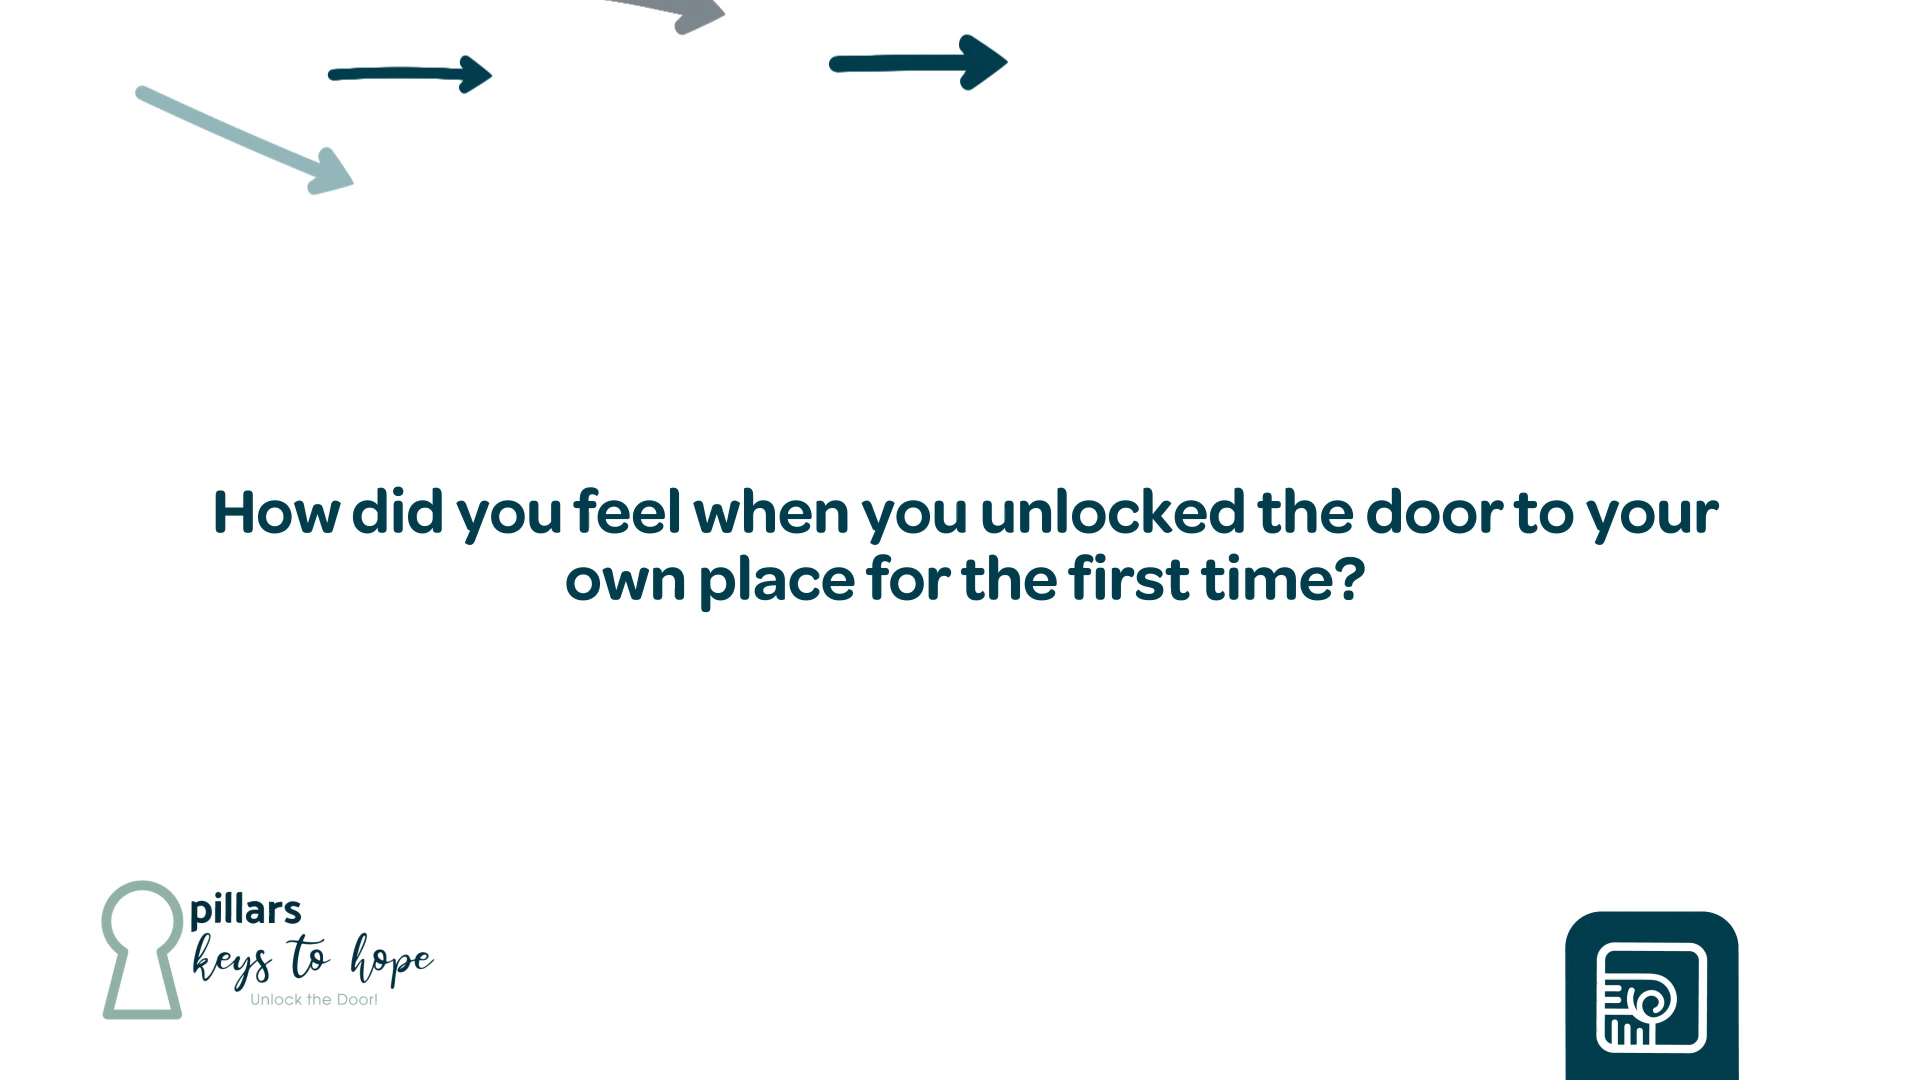 How did you feel when you unlocked the door to your
own place for the first time?
pillars
keys to hope
Unlock the Door!